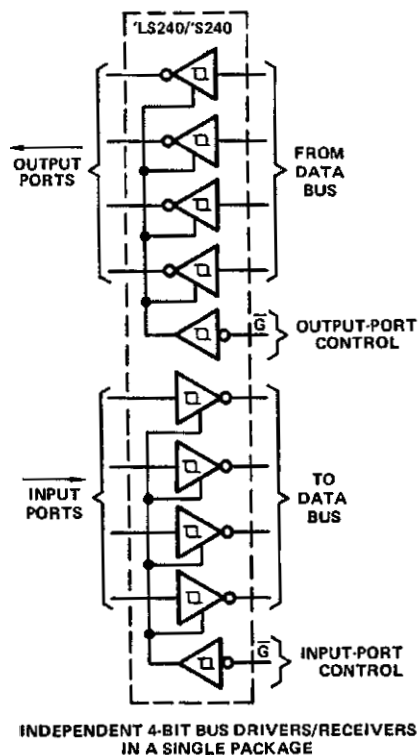 'LS240/'S240
OUTPUT
PORTS
FROM
DATA
BUS
G̅
OUTPUT-PORT
CONTROL
INPUT
PORTS
TO
DATA
BUS
G̅
INPUT-PORT
CONTROL
INDEPENDENT 4-BIT BUS DRIVERS/RECEIVERS
IN A SINGLE PACKAGE